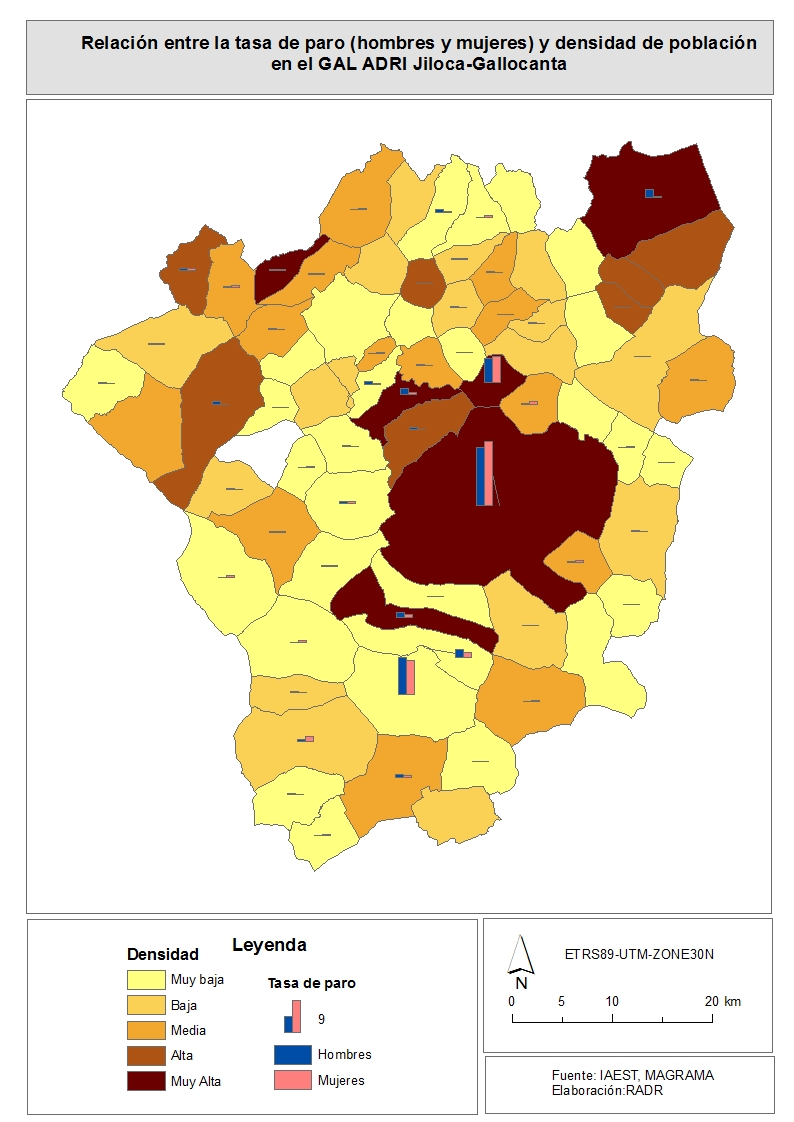 Relación entre la tasa de paro (hombres y mujeres) y densidad de población
en el GAL ADRI Jiloca-Gallocanta
Leyenda
Densidad
Muy baja
Baja
Media
Alta
Muy Alta
Tasa de paro
9
Hombres
Mujeres
ETRS89-UTM-ZONE30N
N
0 5 10 20 km
Fuente: IAEST, MAGRAMA
Elaboración:RADR